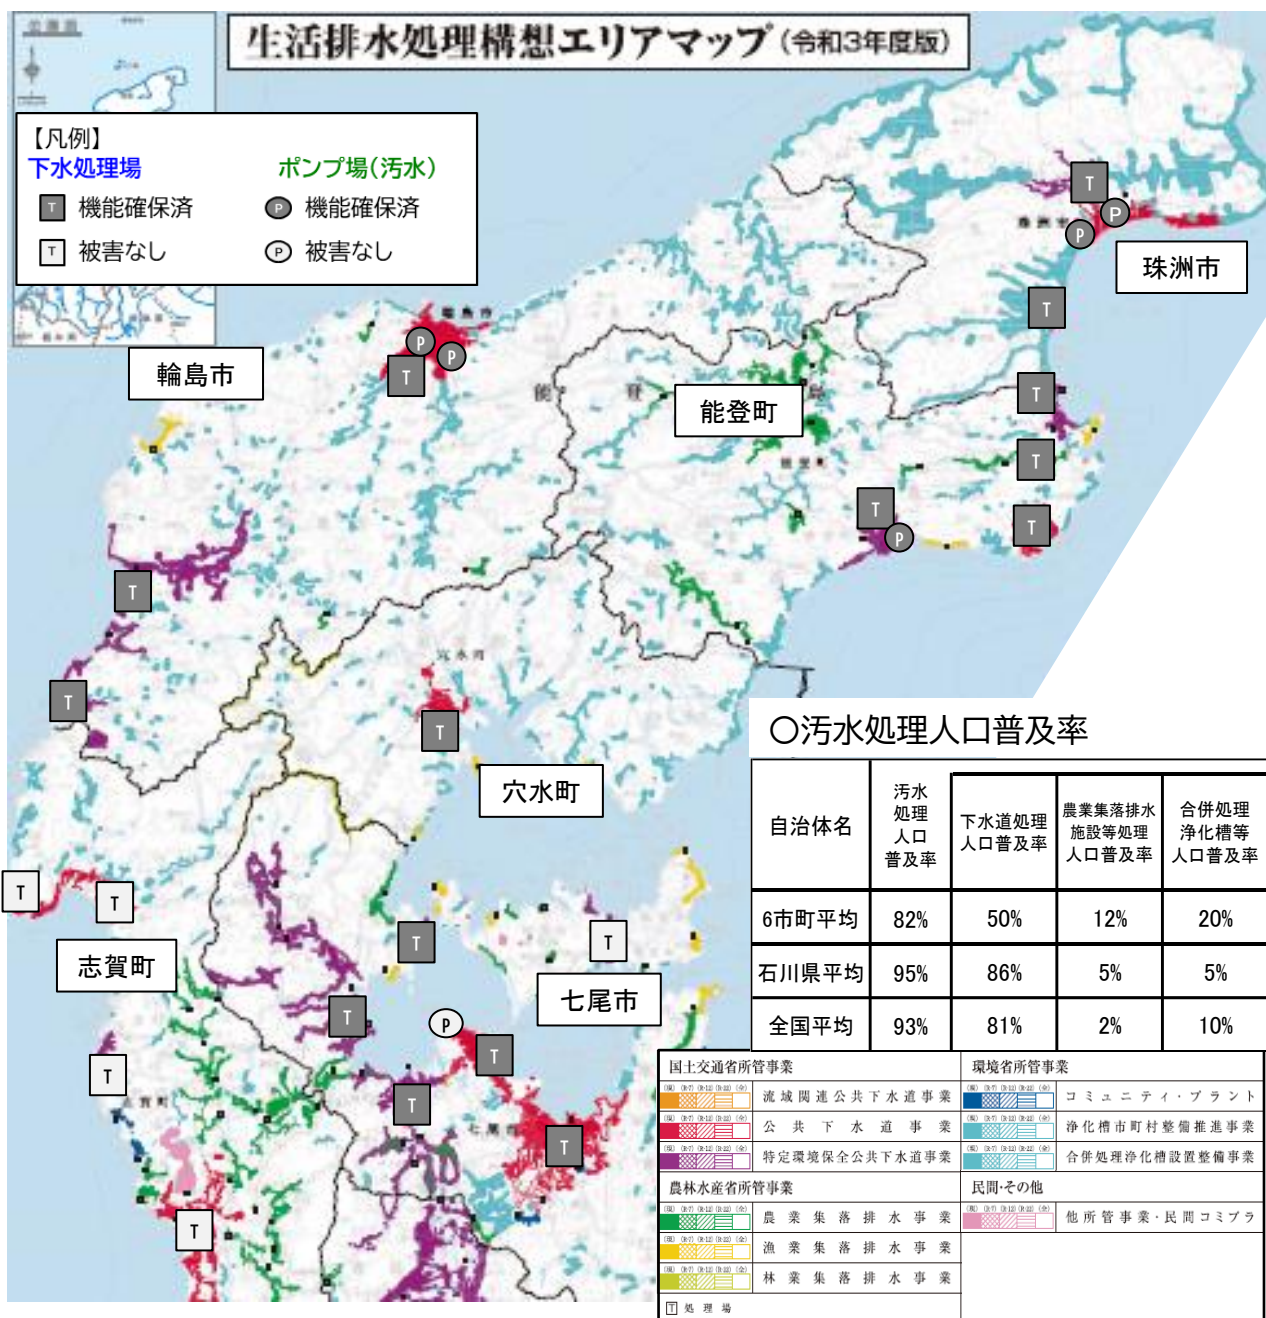 生活排水処理構想エリアマップ(令和3年度版)
【凡例】
下水処理場 ポンプ場(汚水)
T 機能確保済 P 機能確保済
T 被害なし P 被害なし
珠洲市
P
P
T
T
輪島市
輪島市
P
P
T
能登町
T
T
T
P
T
T
T
穴水町
T
穴水町
T
T
志賀町
T
T
七尾市
T
P
T
T
T
T
七尾市
T
T
〇汚水処理人口普及率
自治体名 汚水処理人口普及率 下水道処理人口普及率 農業集落排水施設等処理人口普及率 合併処理浄化槽等人口普及率
6市町平均 82% 50% 12% 20%
石川県平均 95% 86% 5% 5%
全国平均 93% 81% 2% 10%
国土交通省所管事業
流域関連公共下水道事業
公共下水道事業
特定環境保全公共下水道事業
農林水産省所管事業
農業集落排水事業
漁業集落排水事業
林業集落排水事業
T 処理場
環境省所管事業
コミュニティ・プラント
浄化槽市町村整備推進事業
合併処理浄化槽設置整備事業
民間・その他
他所管事業・民間コミプラ